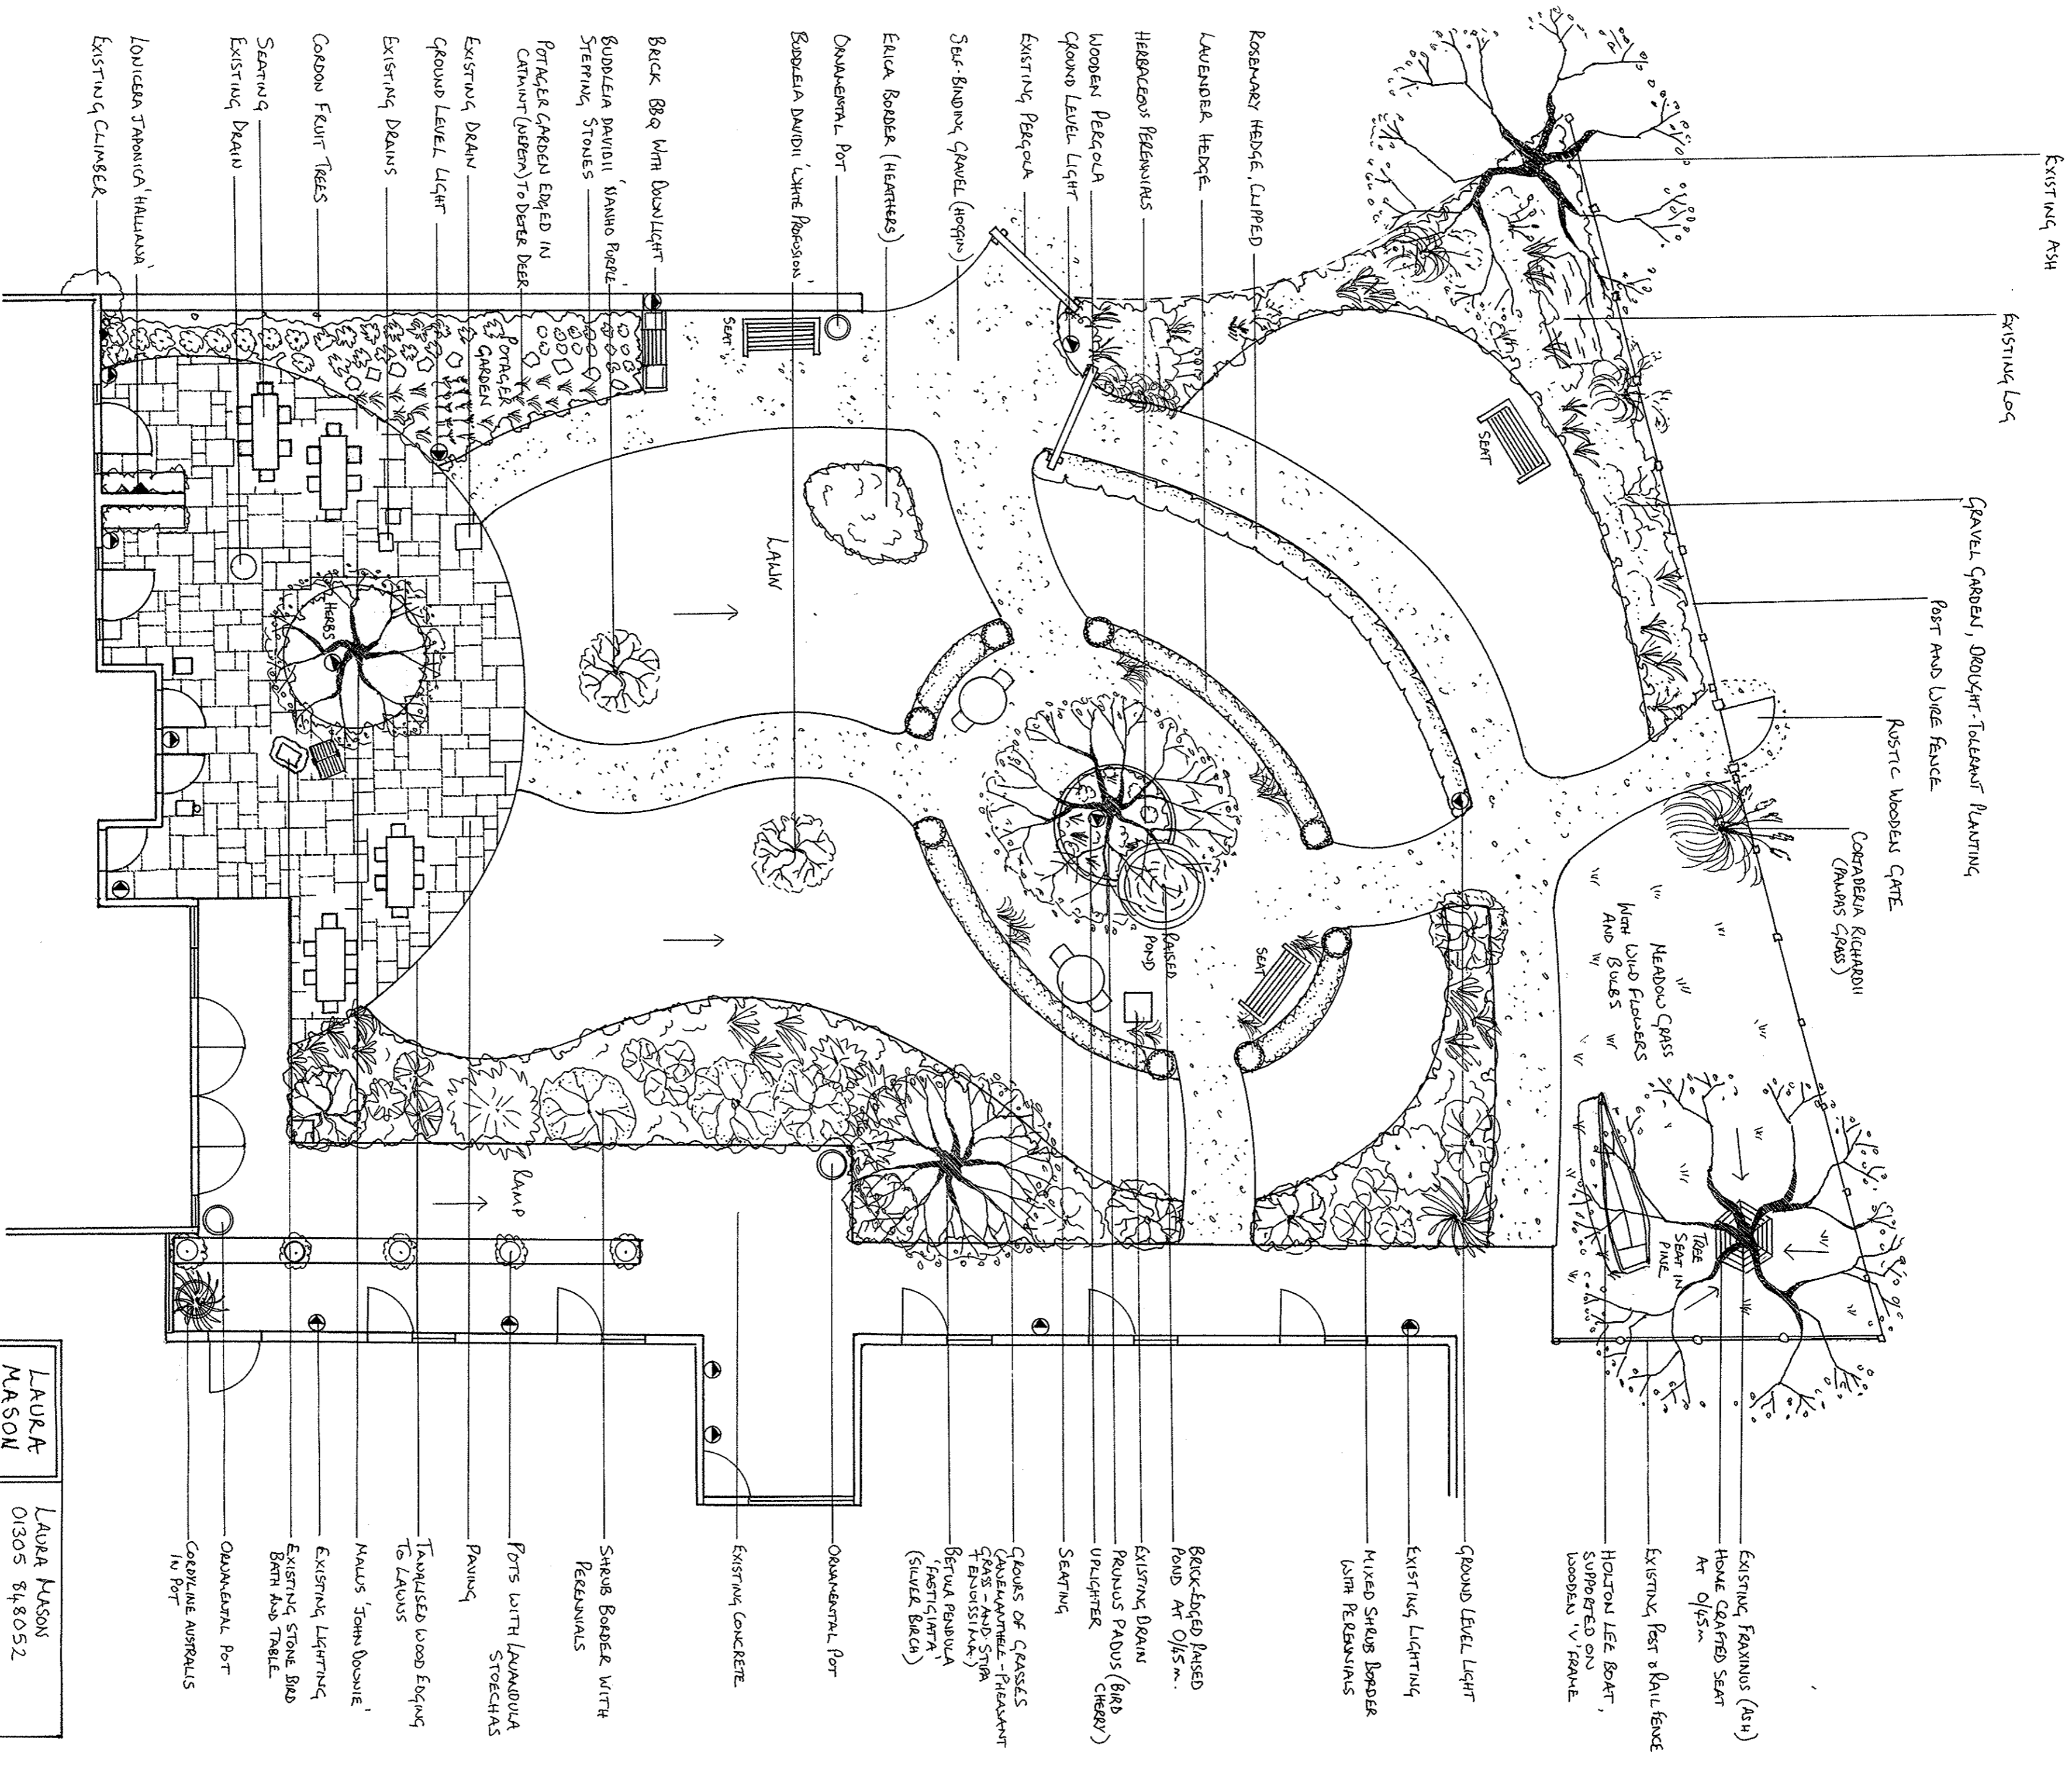 EXISTING ASH
EXISTING LOG
GRAVEL GARDEN, DROUGHT-TOLERANT PLANTING
POST AND WIRE FENCE
RUSTIC WOODEN GATE
CORTADERIA RICHARDII
(PAMPAS GRASS)
ROSEMARY HEDGE, CLIPPED
LAVENDER HEDGE
HERBACEOUS PERENNIALS
WOODEN PERGOLA
GROUND LEVEL LIGHT
EXISTING PERGOLA
SELF-BINDING GRAVEL (HOGGIN)
ERICA BORDER (HEATHERS)
ORNAMENTAL POT
BUDDLEIA DAVIDII 'WHITE PROFUSION'
BRICK BBQ WITH DOWNLIGHT
BUDDLEIA DAVIDII 'NANHO PURPLE'
STEPPING STONES
POTAGER GARDEN EDGED IN
CATMINT (NEPETA) TO DETER DEER
EXISTING DRAIN
GROUND LEVEL LIGHT
EXISTING DRAINS
CORDON FRUIT TREES
SEATING
EXISTING DRAIN
LONICERA JAPONICA 'HALLIANA'
EXISTING CLIMBER
SEAT
MEADOW GRASS
WITH WILD FLOWERS
AND BULBS
TREE
SEAT IN
PINE
SEAT
RAISED
POND
SEAT
LAWN
POTAGER
GARDEN
HERBS
RAMP
EXISTING FRAXINUS (ASH)
HOME CRAFTED SEAT
AT 0/45m
EXISTING POST & RAIL FENCE
HOLTON LEE BOAT,
SUPPORTED ON
WOODEN 'V' FRAME
GROUND LEVEL LIGHT
EXISTING LIGHTING
MIXED SHRUB BORDER
WITH PERENNIALS
BRICK-EDGED RAISED
POND AT 0/45m.
EXISTING DRAIN
PRUNUS PADUS (BIRD
CHERRY)
UPLIGHTER
SEATING
GROUPS OF GRASSES
(ANEMANTHELE - PHEASANT
GRASS - AND STIPA
TENUISSIMA.)
BETULA PENDULA
'FASTIGIATA'
(SILVER BIRCH)
ORNAMENTAL POT
EXISTING CONCRETE
SHRUB BORDER WITH
PERENNIALS
POTS WITH LAVANDULA
STOECHAS
PAVING
TANALISED WOOD EDGING
TO LAWNS
MALUS 'JOHN DOWNIE'
EXISTING LIGHTING
EXISTING STONE BIRD
BATH AND TABLE
ORNAMENTAL POT
CORDYLINE AUSTRALIS
IN POT
LAURA
MASON
LAURA MASON
01305 848052